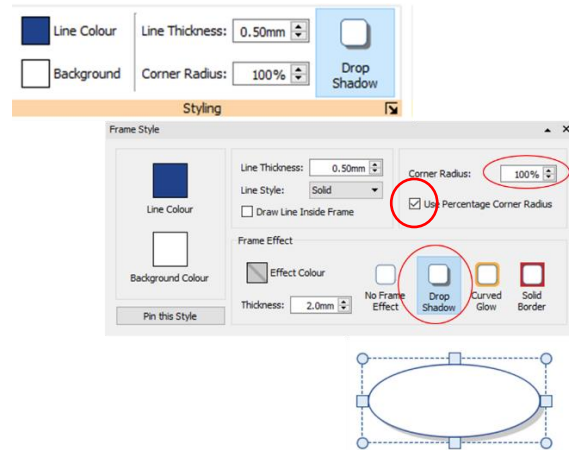 Line Colour
Line Thickness: 0.50mm
Background
Corner Radius: 100%
Drop
Shadow
Styling
Frame Style
Line Colour
Background Colour
Pin this Style
Line Thickness: 0.50mm
Line Style: Solid
Draw Line Inside Frame
Corner Radius: 100%
Use Percentage Corner Radius
Frame Effect
Effect Colour
Thickness: 2.0mm
No Frame
Effect
Drop
Shadow
Curved
Glow
Solid
Border